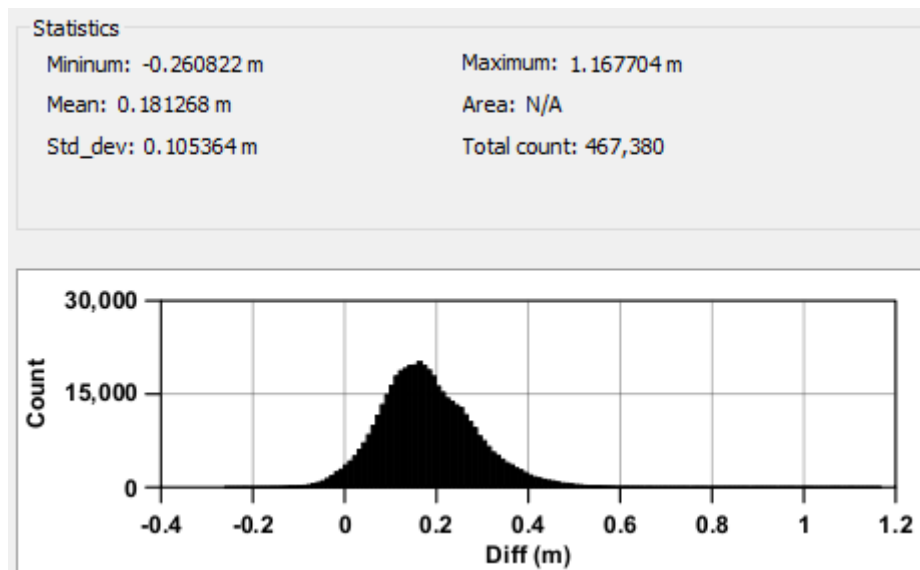 Statistics
Mininum: -0.260822 m Maximum: 1.167704 m
Mean: 0.181268 m Area: N/A
Std_dev: 0.105364 m Total count: 467,380
30,000
15,000
0
Count
-0.4 -0.2 0 0.2 0.4 0.6 0.8 1 1.2
Diff (m)